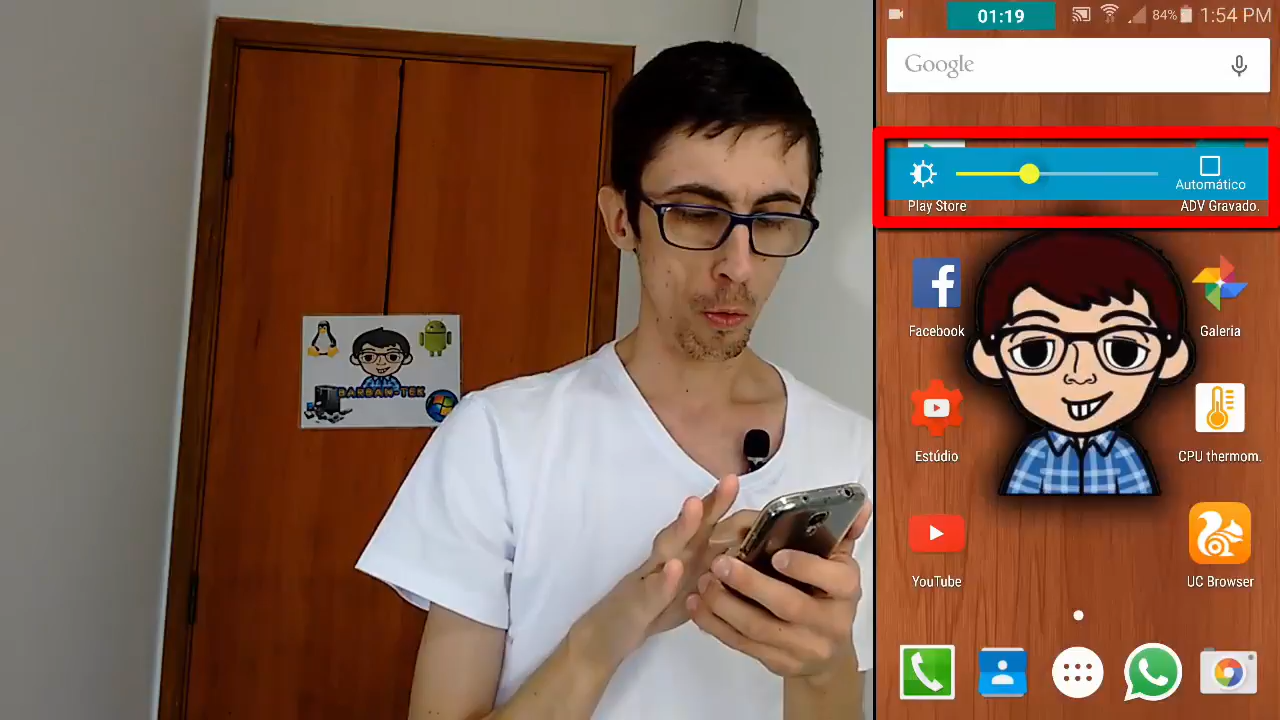 01:19 84% 1:54 PM
Google
Automático
Play Store ADV Gravado.
Facebook Galeria
BARBAN-TEK
Estúdio CPU thermom.
YouTube UC Browser